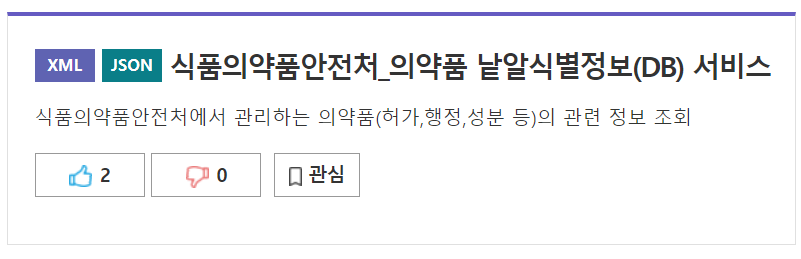 XML JSON 식품의약품안전처_의약품 낱알식별정보(DB) 서비스
식품의약품안전처에서 관리하는 의약품(허가,행정,성분 등)의 관련 정보 조회
2 0 관심